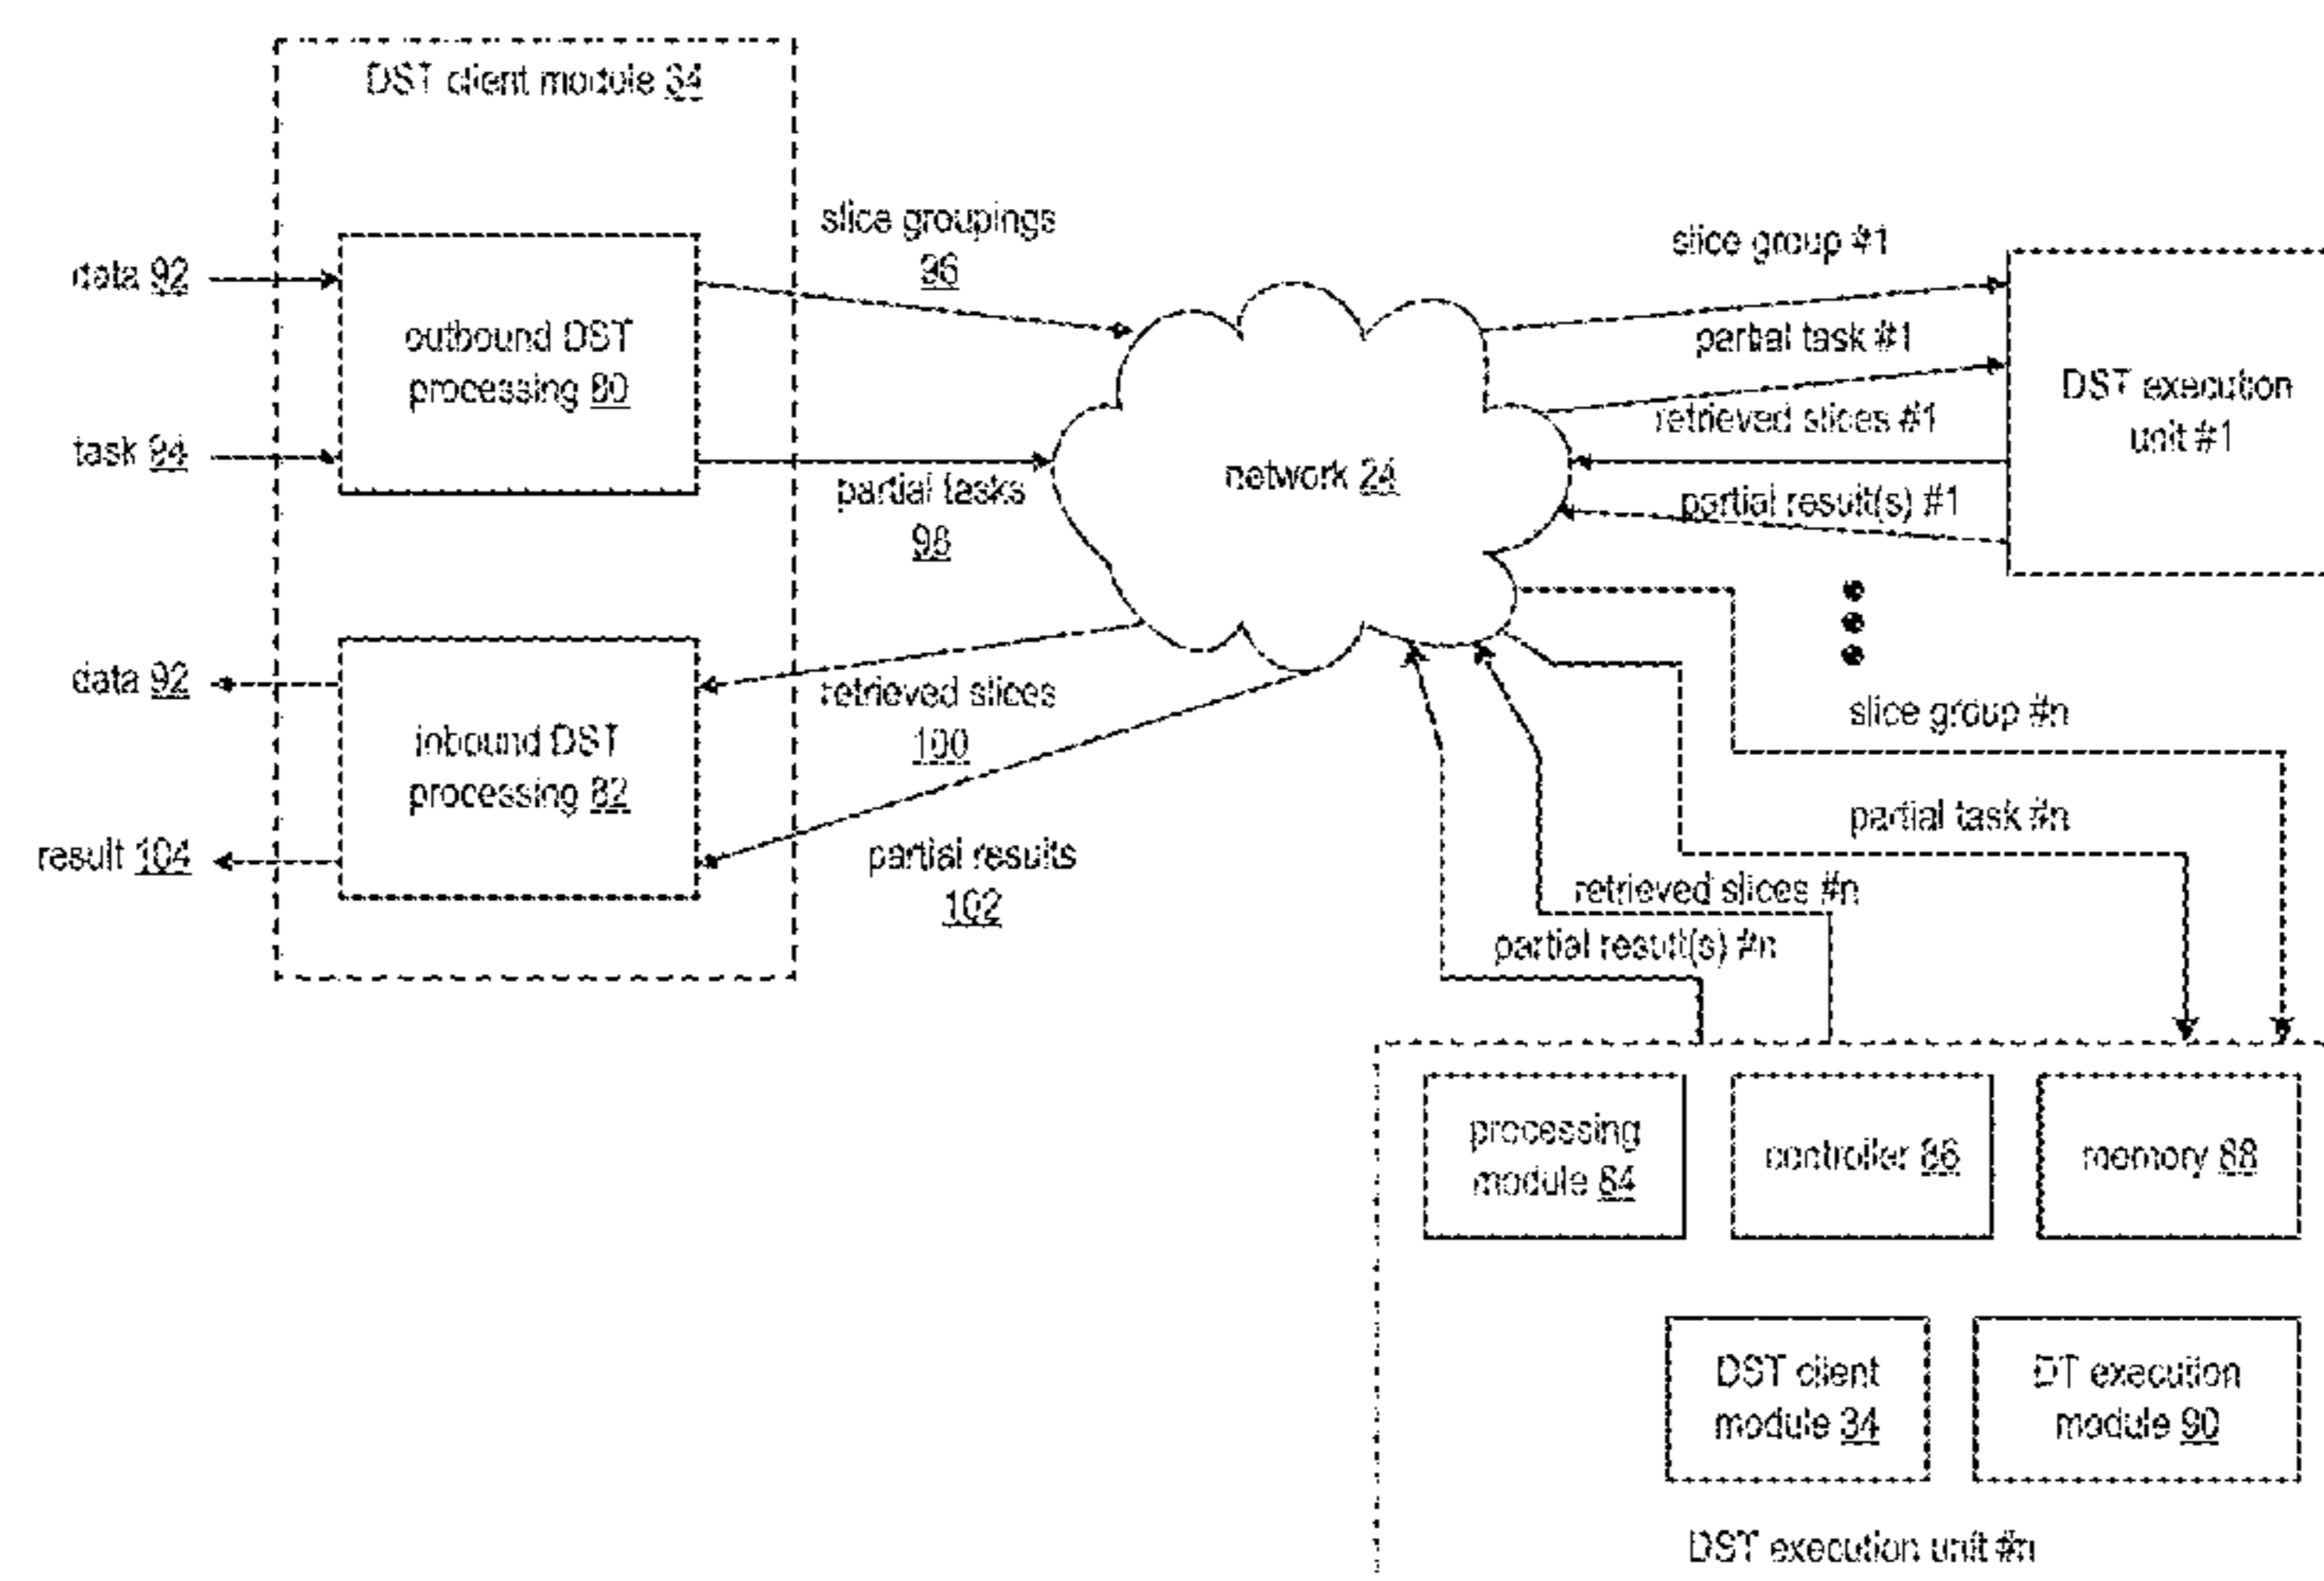 DST client module 34
data 92
task 94
outbound DST
processing 80
slice groupings
96
partial tasks
98
data 92
result 104
inbound DST
processing 82
retrieved slices
100
partial results
102
network 24
slice group #1
partial task #1
retrieved slices #1
partial result(s) #1
DST execution
unit #1
slice group #n
partial task #n
retrieved slices #n
partial result(s) #n
processing
module 84
controller 86
memory 88
DST client
module 34
DT execution
module 90
DST execution unit #n